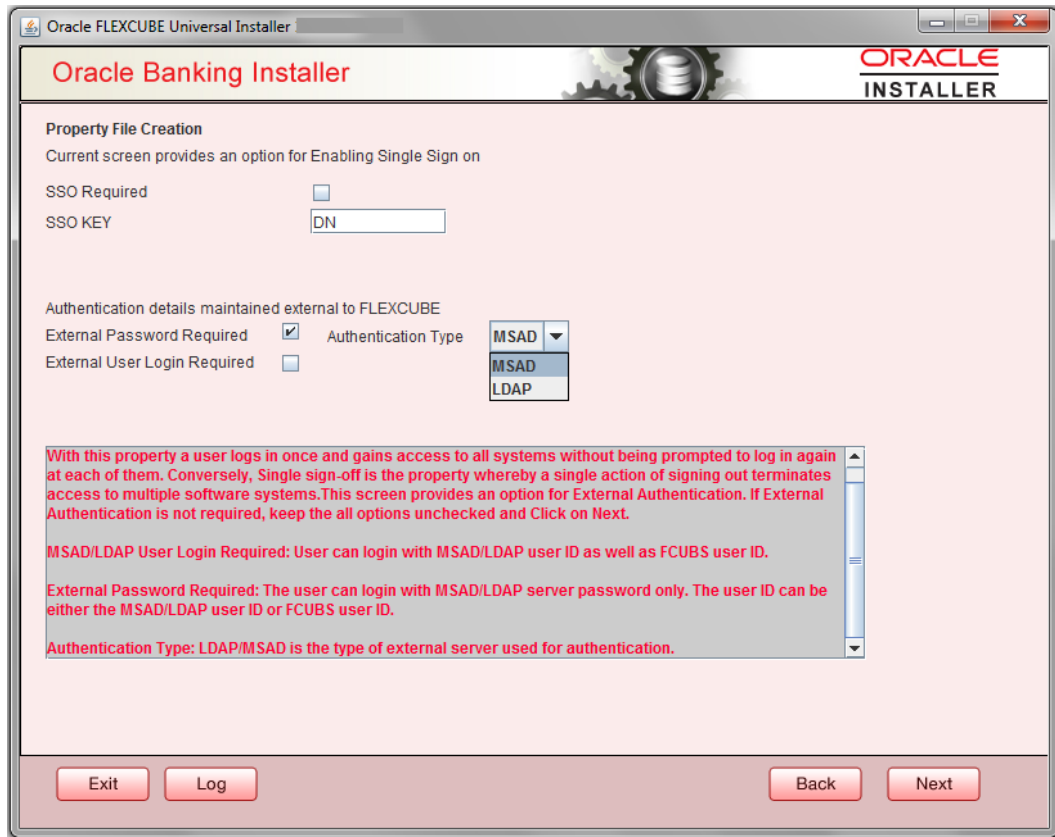 Oracle FLEXCUBE Universal Installer
Oracle Banking Installer
ORACLE
INSTALLER
Property File Creation
Current screen provides an option for Enabling Single Sign on
SSO Required
SSO KEY DN
Authentication details maintained external to FLEXCUBE
External Password Required Authentication Type MSAD
External User Login Required
MSAD
LDAP
With this property a user logs in once and gains access to all systems without being prompted to log in again
at each of them. Conversely, Single sign-off is the property whereby a single action of signing out terminates
access to multiple software systems.This screen provides an option for External Authentication. If External
Authentication is not required, keep the all options unchecked and Click on Next.
MSAD/LDAP User Login Required: User can login with MSAD/LDAP user ID as well as FCUBS user ID.
External Password Required: The user can login with MSAD/LDAP server password only. The user ID can be
either the MSAD/LDAP user ID or FCUBS user ID.
Authentication Type: LDAP/MSAD is the type of external server used for authentication.
Exit Log Back Next